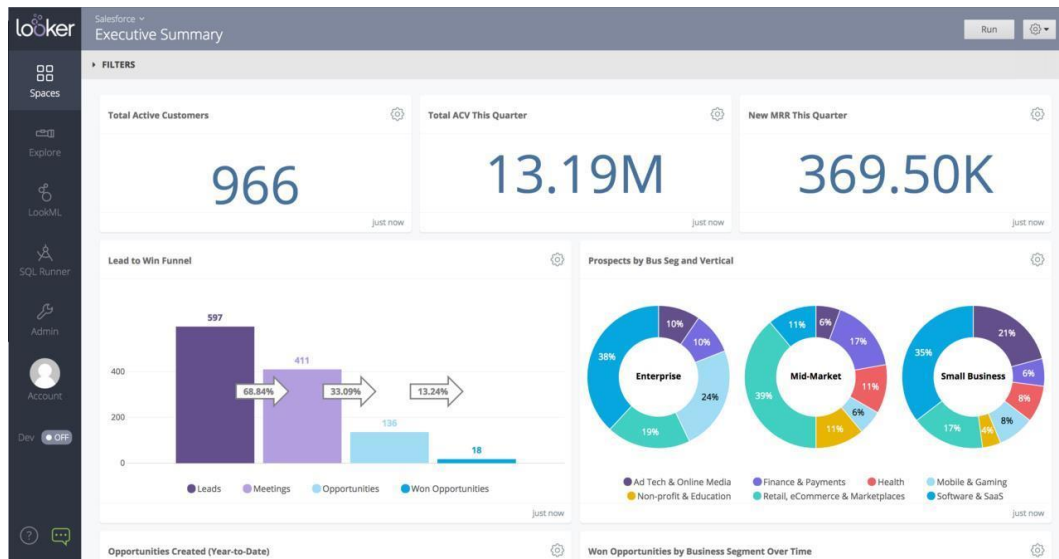 looker
Salesforce
Executive Summary
Run
FILTERS
Spaces
Explore
LookML
SQL Runner
Admin
Account
Dev OFF
?
Total Active Customers
966
just now
Total ACV This Quarter
13.19M
just now
New MRR This Quarter
369.50K
just now
Lead to Win Funnel
597
411
136
18
68.84%
33.09%
13.24%
400
200
0
Leads Meetings Opportunities Won Opportunities
just now
Prospects by Bus Seg and Vertical
Enterprise
10%
10%
24%
19%
38%
Mid-Market
6%
17%
11%
6%
11%
39%
11%
Small Business
21%
6%
8%
8%
4%
17%
35%
Ad Tech & Online Media Finance & Payments Health Mobile & Gaming
Non-profit & Education Retail, eCommerce & Marketplaces Software & SaaS
just now
Opportunities Created (Year-to-Date)
Won Opportunities by Business Segment Over Time